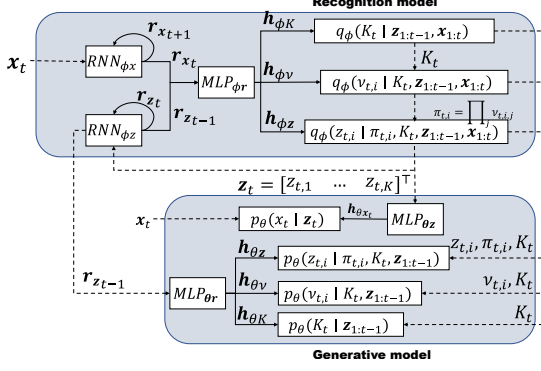 Recognition model
x_t
r_{x_{t+1}}
RNN_{ϕx}
r_{x_t}
r_{z_t}
RNN_{ϕz}
r_{z_{t-1}}
MLP_{ϕr}
h_{ϕK}
q_ϕ(K_t | z_{1:t-1}, x_{1:t})
K_t
h_{ϕν}
q_ϕ(ν_{t,i} | K_t, z_{1:t-1}, x_{1:t})
π_{t,i} = ∏_j ν_{t,i,j}
h_{ϕz}
q_ϕ(z_{t,i} | π_{t,i}, K_t, z_{1:t-1}, x_{1:t})
z_t = [z_{t,1} ⋯ z_{t,K}]^⊤
x_t
p_θ(x_t | z_t)
h_{θx_t}
MLP_{θz}
r_{z_{t-1}}
MLP_{θr}
h_{θz}
p_θ(z_{t,i} | π_{t,i}, K_t, z_{1:t-1})
z_{t,i}, π_{t,i}, K_t
h_{θν}
p_θ(ν_{t,i} | K_t, z_{1:t-1})
ν_{t,i}, K_t
h_{θK}
p_θ(K_t | z_{1:t-1})
K_t
Generative model